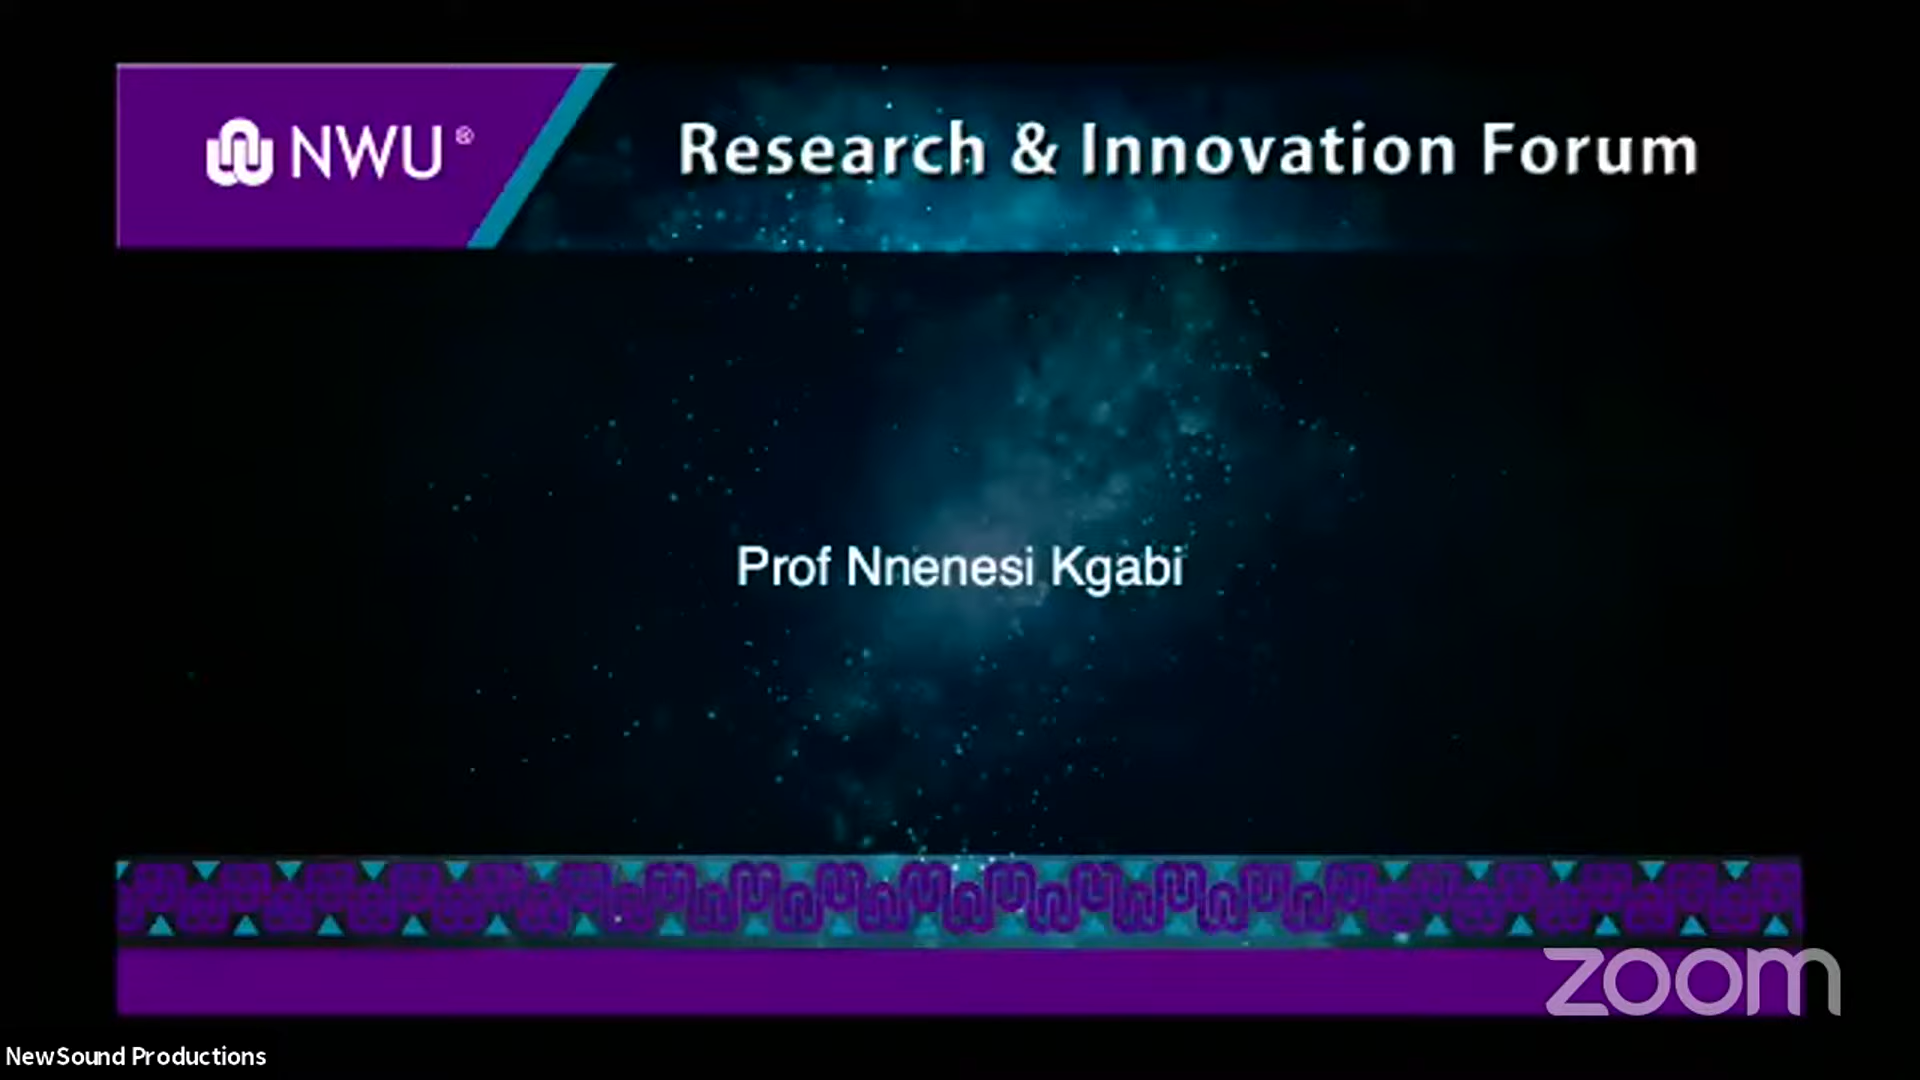 NWU®
Research & Innovation Forum
Prof Nnenesi Kgabi
zoom
NewSound Productions